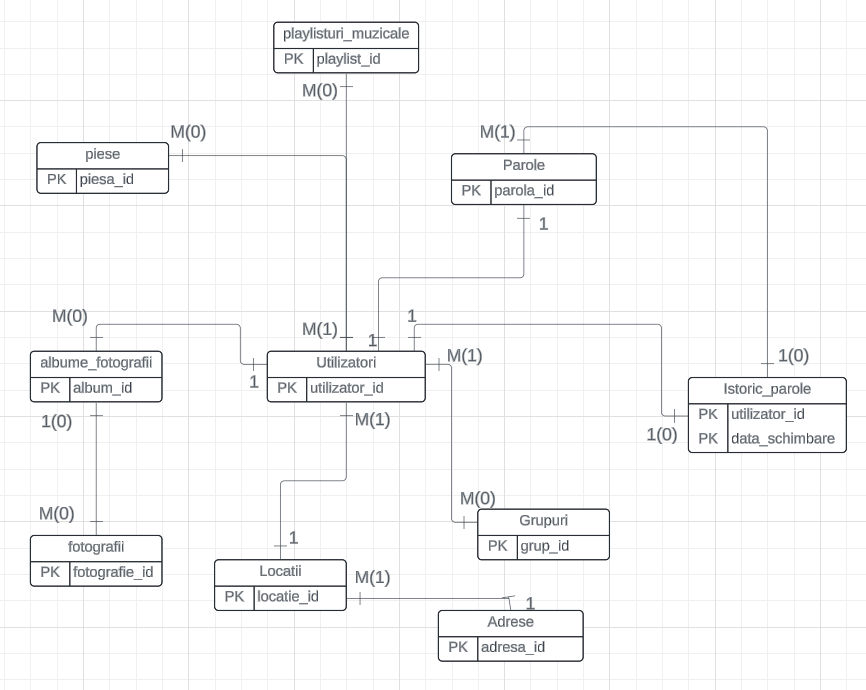 playlisturi_muzicale
PK playlist_id
M(0)
M(0)
piese
PK piesa_id
M(1)
Parole
PK parola_id
1
M(0)
M(1)
1
1
M(1)
1(0)
albume_fotografii
PK album_id
1
Utilizatori
PK utilizator_id
Istoric_parole
PK utilizator_id
PK data_schimbare
1(0)
M(1)
1(0)
M(0)
fotografii
PK fotografie_id
M(0)
Grupuri
PK grup_id
1
Locatii
PK locatie_id
M(1)
1
Adrese
PK adresa_id